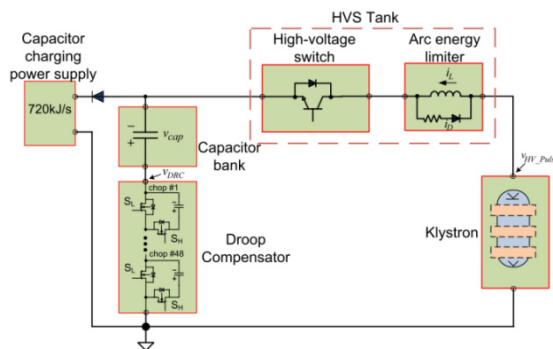 HVS Tank
Capacitor
charging
power supply
High-voltage
switch
Arc energy
limiter
720kJ/s
i_L
i_D
v_cap
Capacitor
bank
v_DRC
chop #1
S_L
S_H
Droop
Compensator
chop #48
S_L
S_H
Klystron
K